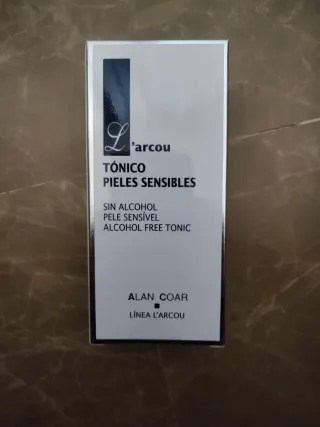 L'arcou
TÓNICO
PIELES SENSIBLES
SIN ALCOHOL
PELE SENSÍVEL
ALCOHOL FREE TONIC
ALAN COAR
LÍNEA L'ARCOU